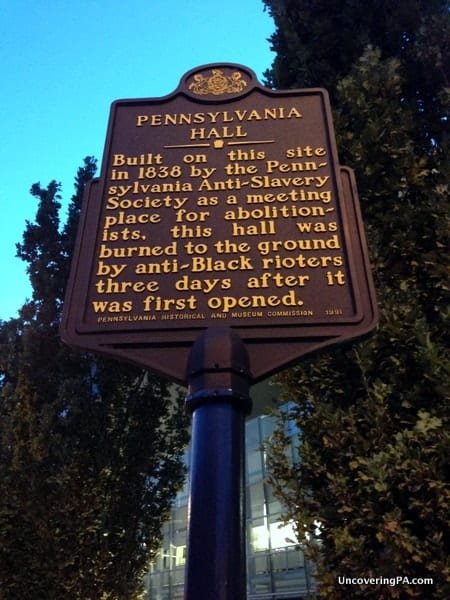 PENNSYLVANIA
HALL
Built on this site
in 1838 by the Penn-
sylvania Anti-Slavery
Society as a meeting
place for abolition-
ists, this hall was
burned to the ground
by anti-Black rioters
three days after it
was first opened.
PENNSYLVANIA HISTORICAL AND MUSEUM COMMISSION 1991
UncoveringPA.com